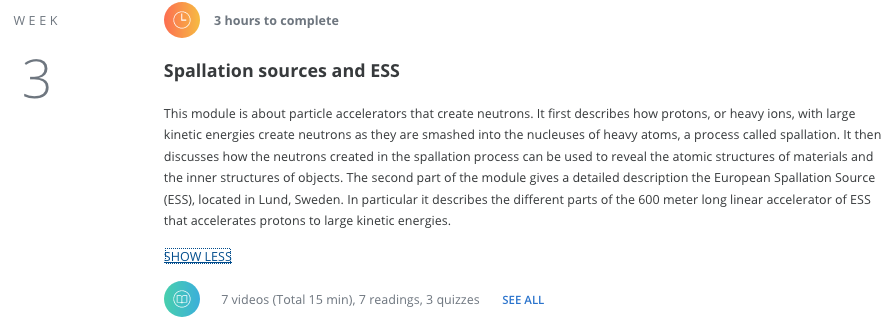 WEEK
3
3 hours to complete
Spallation sources and ESS
This module is about particle accelerators that create neutrons. It first describes how protons, or heavy ions, with large
kinetic energies create neutrons as they are smashed into the nucleuses of heavy atoms, a process called spallation. It then
discusses how the neutrons created in the spallation process can be used to reveal the atomic structures of materials and
the inner structures of objects. The second part of the module gives a detailed description the European Spallation Source
(ESS), located in Lund, Sweden. In particular it describes the different parts of the 600 meter long linear accelerator of ESS
that accelerates protons to large kinetic energies.
SHOW LESS
7 videos (Total 15 min), 7 readings, 3 quizzes SEE ALL